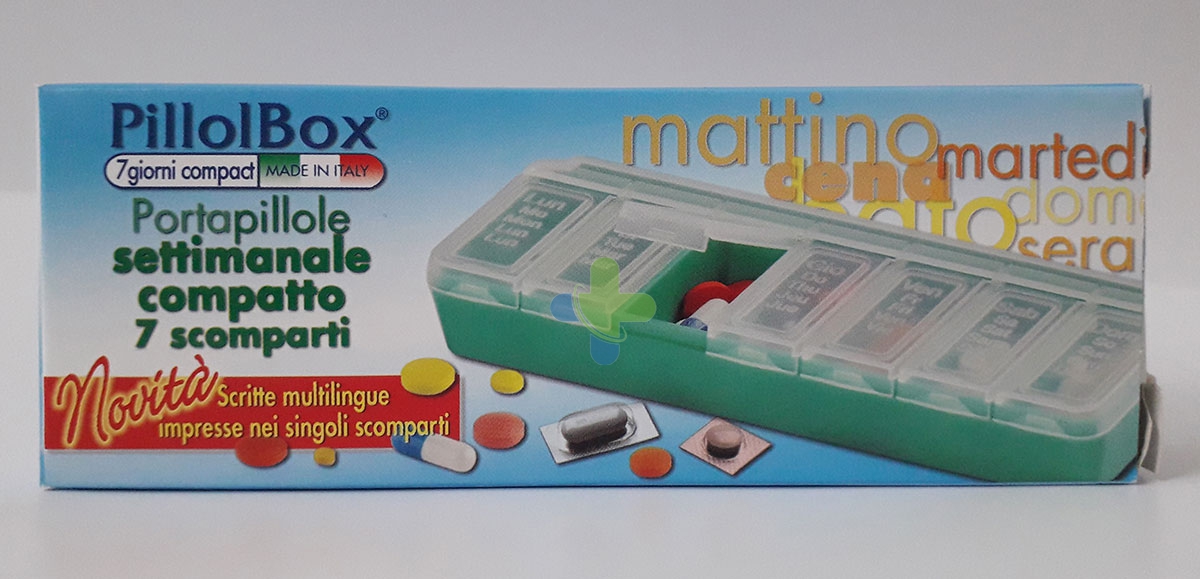 PillolBox®
7giorni compact MADE IN ITALY
Portapillole
settimanale
compatto
7 scomparti
Novità Scritte multilingue
impresse nei singoli scomparti
mattino
cena martedì
dom
sera